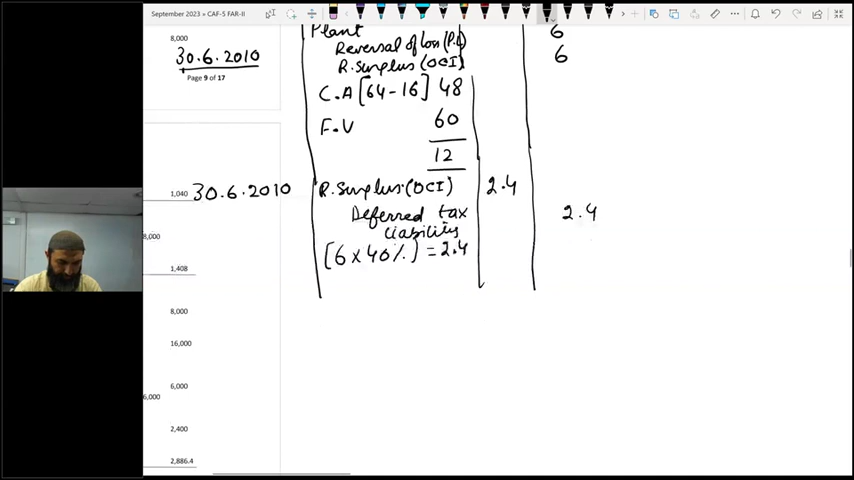 September 2023 » CAF-5 FAR-II
8,000
30.6.2010
Page 9 of 17
Plant
Reversal of loss (P.L) 6
R.Surplus (OCI) 6
C.A [64-16] 48
F.V 60
12
1,040 30.6.2010 R.Surplus.(OCI) 2.4
Deferred tax 2.4
liability
8,000
[6 x 40%] = 2.4
1,408
8,000
16,000
6,000
6,000
2,400
2,886.4